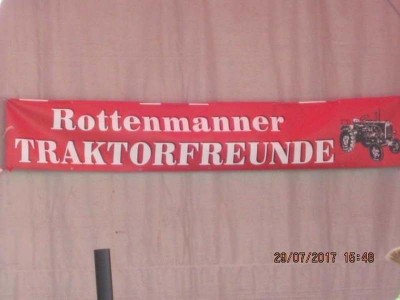 Rottenmanner
TRAKTORFREUNDE
29/07/2017 15:48